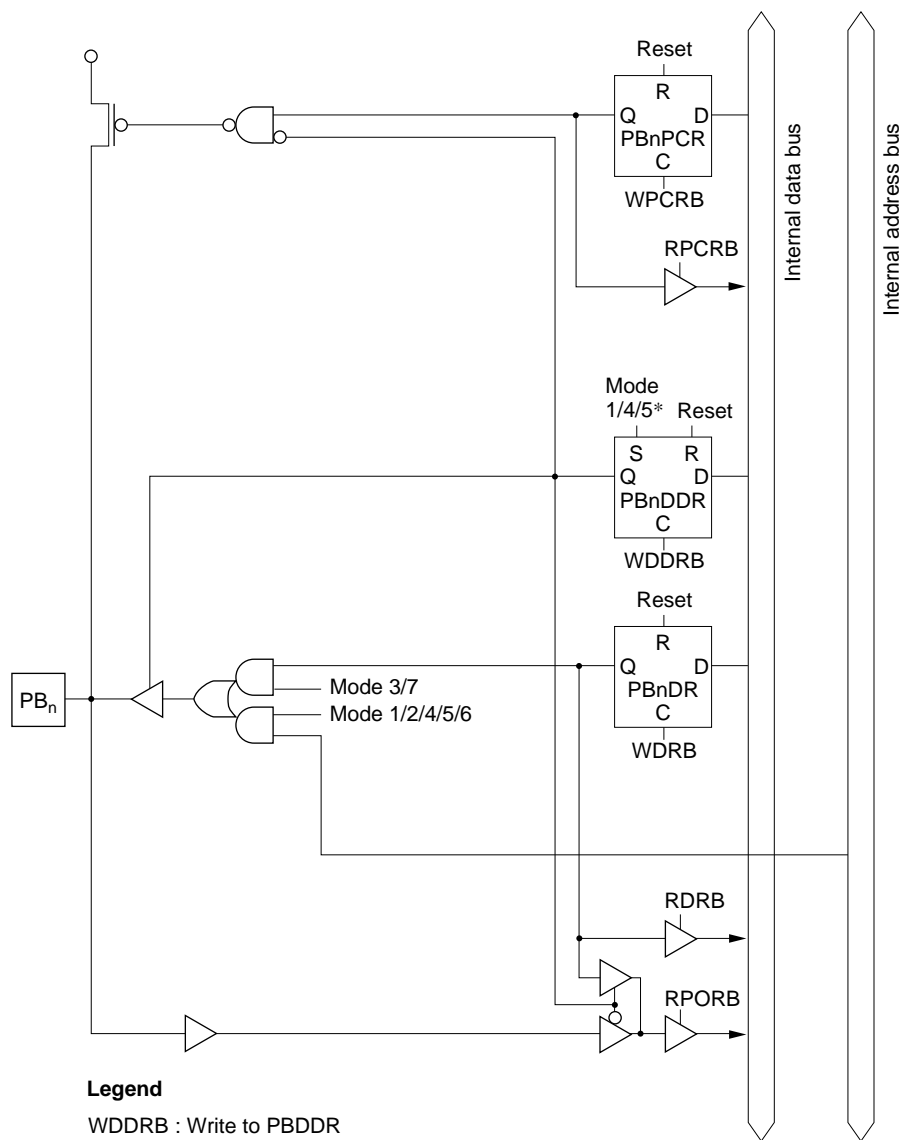 Reset
R
Q D
PBnPCR
C
WPCRB
Internal data bus
Internal address bus
RPCRB
Mode
1/4/5* Reset
S R
Q D
PBnDDR
C
WDDRB
Reset
R
Q D
PBnDR
C
WDRB
PBn
Mode 3/7
Mode 1/2/4/5/6
RDRB
RPORB
Legend
WDDRB : Write to PBDDR